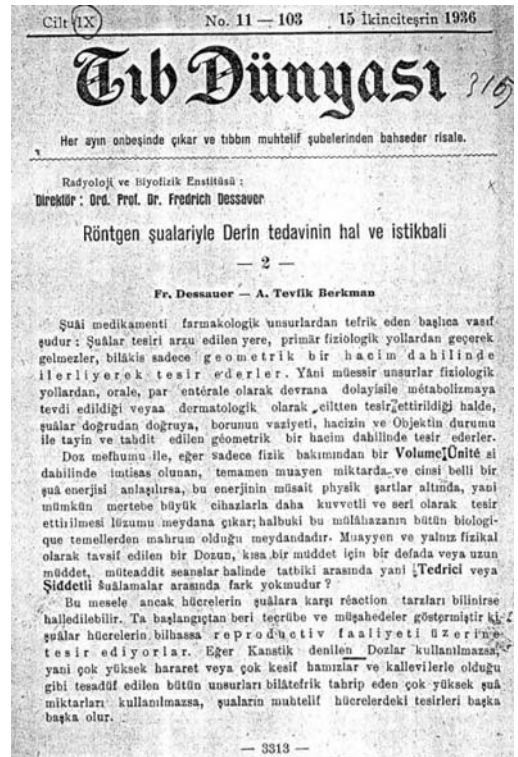 Cilt IX No. 11 — 103 15 İkinciteşrin 1936
Tıb Dünyası
315
Her ayın onbeşinde çıkar ve tıbbın muhtelif şubelerinden bahseder risale.
Radyoloji ve Biyofizik Enstitüsü :
Direktör : Ord. Prof. Dr. Fredrich Dessauer
Röntgen şualariyle Derin tedavinin hal ve istikbali
— 2 —
Fr. Dessauer — A. Tevfik Berkman
Şuâi medikamenti farmakologik unsurlardan tefrik eden başlıca vasıf
şudur : Şuâlar tesiri arzu edilen yere, primär fiziologik yollardan geçerek
gelmezler, bilâkis sadece geometrik bir hacim dahilinde
ilerliyerek tesir ederler. Yâni müessir unsurlar fiziologik
yollardan, orale, par entérale olarak devrana dolayisile métabolizmaya
tevdi edildiği veyaa dermatologik olarak ciltten tesir ettirildiği halde,
şuâlar doğrudan doğruya, borunun vaziyeti, hacizin ve Objektin durumu
ile tayin ve tahdit edilen géometrik bir hacim dahilinde tesir ederler.
Doz mefhumu ile, eğer sadece fizik bakımından bir Volume Ünité si
dahilinde imtisas olunan, temamen muayen miktarda ve cinsi belli bir
şuâ enerjisi anlaşılırsa, bu enerjinin müsait physik şartlar altında, yani
mümkün mertebe büyük cihazlarla daha kuvvetli ve seri olarak tesir
ettirilmesi lüzumu meydana çıkar; halbuki bu mülâhazanın bütün biologi-
que temellerden mahrum olduğu meydandadır. Muayyen ve yalnız fizikal
olarak tavsif edilen bir Dozun, kısa bir müddet için bir defada veya uzun
müddet, müteaddit seanslar halinde tatbiki arasında yani Tedrici veya
Şiddetli şuâlamalar arasında fark yokmudur ?
Bu mesele ancak hücrelerin şuâlara karşı réaction tarzları bilinirse
halledilebilir. Ta başlangıçtan beri tecrübe ve müşahedeler göstermiştir ki
şuâlar hücrelerin bilhassa reproductiv faaliyeti üzerine
tesir ediyorlar. Eğer Kanstik denilen Dozlar kullanılmazsa,
yani çok yüksek hararet veya çok kesif hamızlar ve kallevilerle olduğu
gibi tesadüf edilen bütün unsurları bilâtefrik tahrip eden çok yüksek şuâ
miktarları kullanılmazsa, şuaların muhtelif hücrelerdeki tesirleri başka
başka olur.
— 3313 —